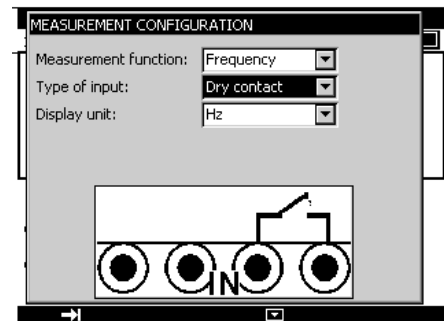 MEASUREMENT CONFIGURATION
Measurement function: Frequency
Type of input: Dry contact
Display unit: Hz
IN